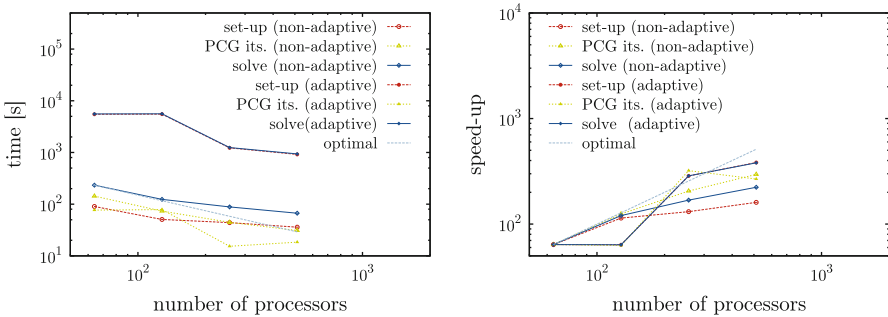 10^5
10^4
10^3
10^2
10^1
time [s]
set-up (non-adaptive)
PCG its. (non-adaptive)
solve (non-adaptive)
set-up (adaptive)
PCG its. (adaptive)
solve(adaptive)
optimal
10^2
10^3
number of processors
10^4
10^3
10^2
speed-up
set-up (non-adaptive)
PCG its. (non-adaptive)
solve (non-adaptive)
set-up (adaptive)
PCG its. (adaptive)
solve (adaptive)
optimal
10^2
10^3
number of processors